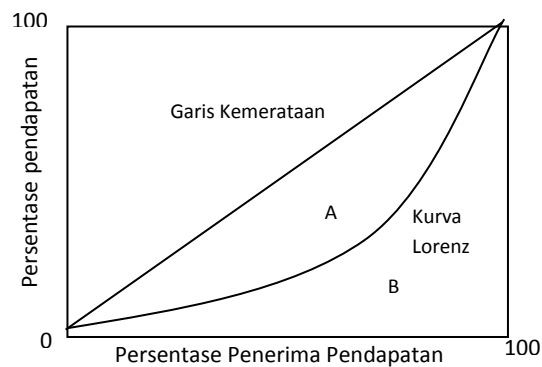 100
Persentase pendapatan
Garis Kemerataan
A
Kurva
Lorenz
B
0
100
Persentase Penerima Pendapatan